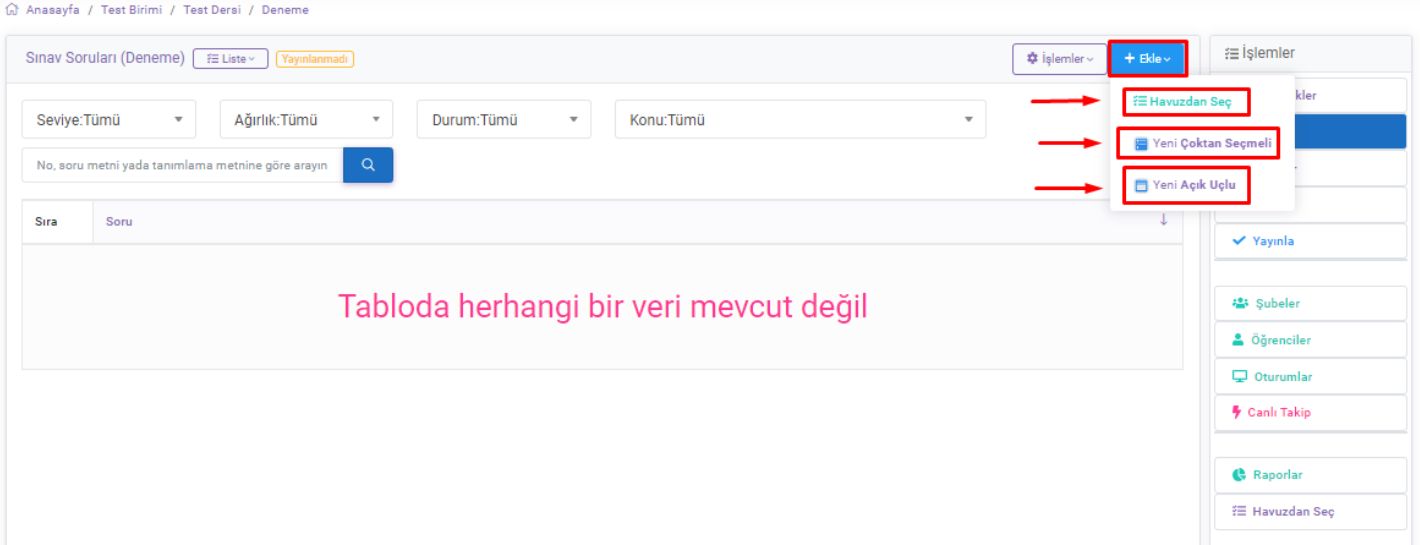 Anasayfa / Test Birimi / Test Dersi / Deneme
Sınav Soruları (Deneme) Liste Yayınlanmadı
İşlemler + Ekle
İşlemler
Havuzdan Seç
Yeni Çoktan Seçmeli
Yeni Açık Uçlu
Seviye:Tümü Ağırlık:Tümü Durum:Tümü Konu:Tümü
No, soru metni yada tanımlama metnine göre arayın
Sıra Soru ↓
Tabloda herhangi bir veri mevcut değil
kler
Yayınla
Şubeler
Öğrenciler
Oturumlar
Canlı Takip
Raporlar
Havuzdan Seç